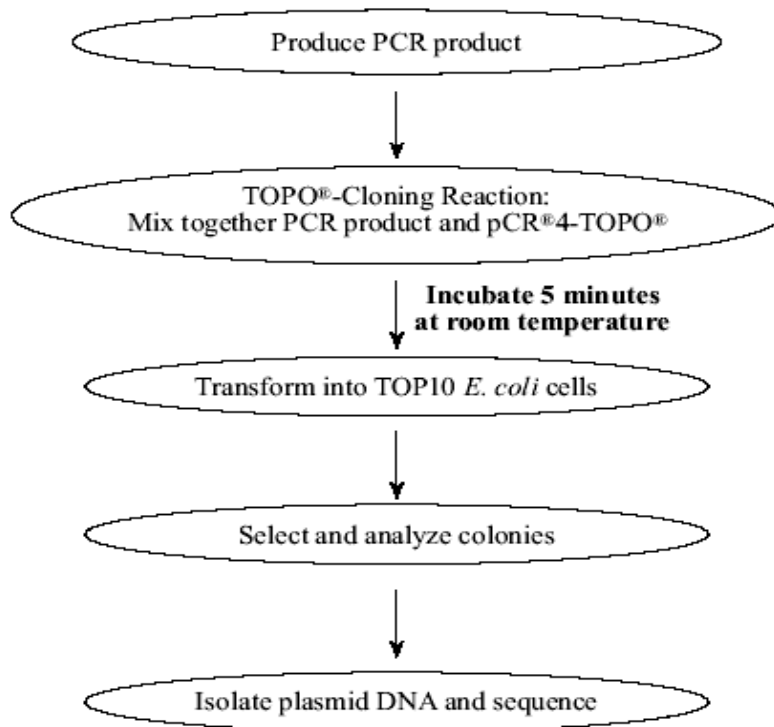 Produce PCR product
TOPO®-Cloning Reaction:
Mix together PCR product and pCR®4-TOPO®
Incubate 5 minutes
at room temperature
Transform into TOP10 E. coli cells
Select and analyze colonies
Isolate plasmid DNA and sequence